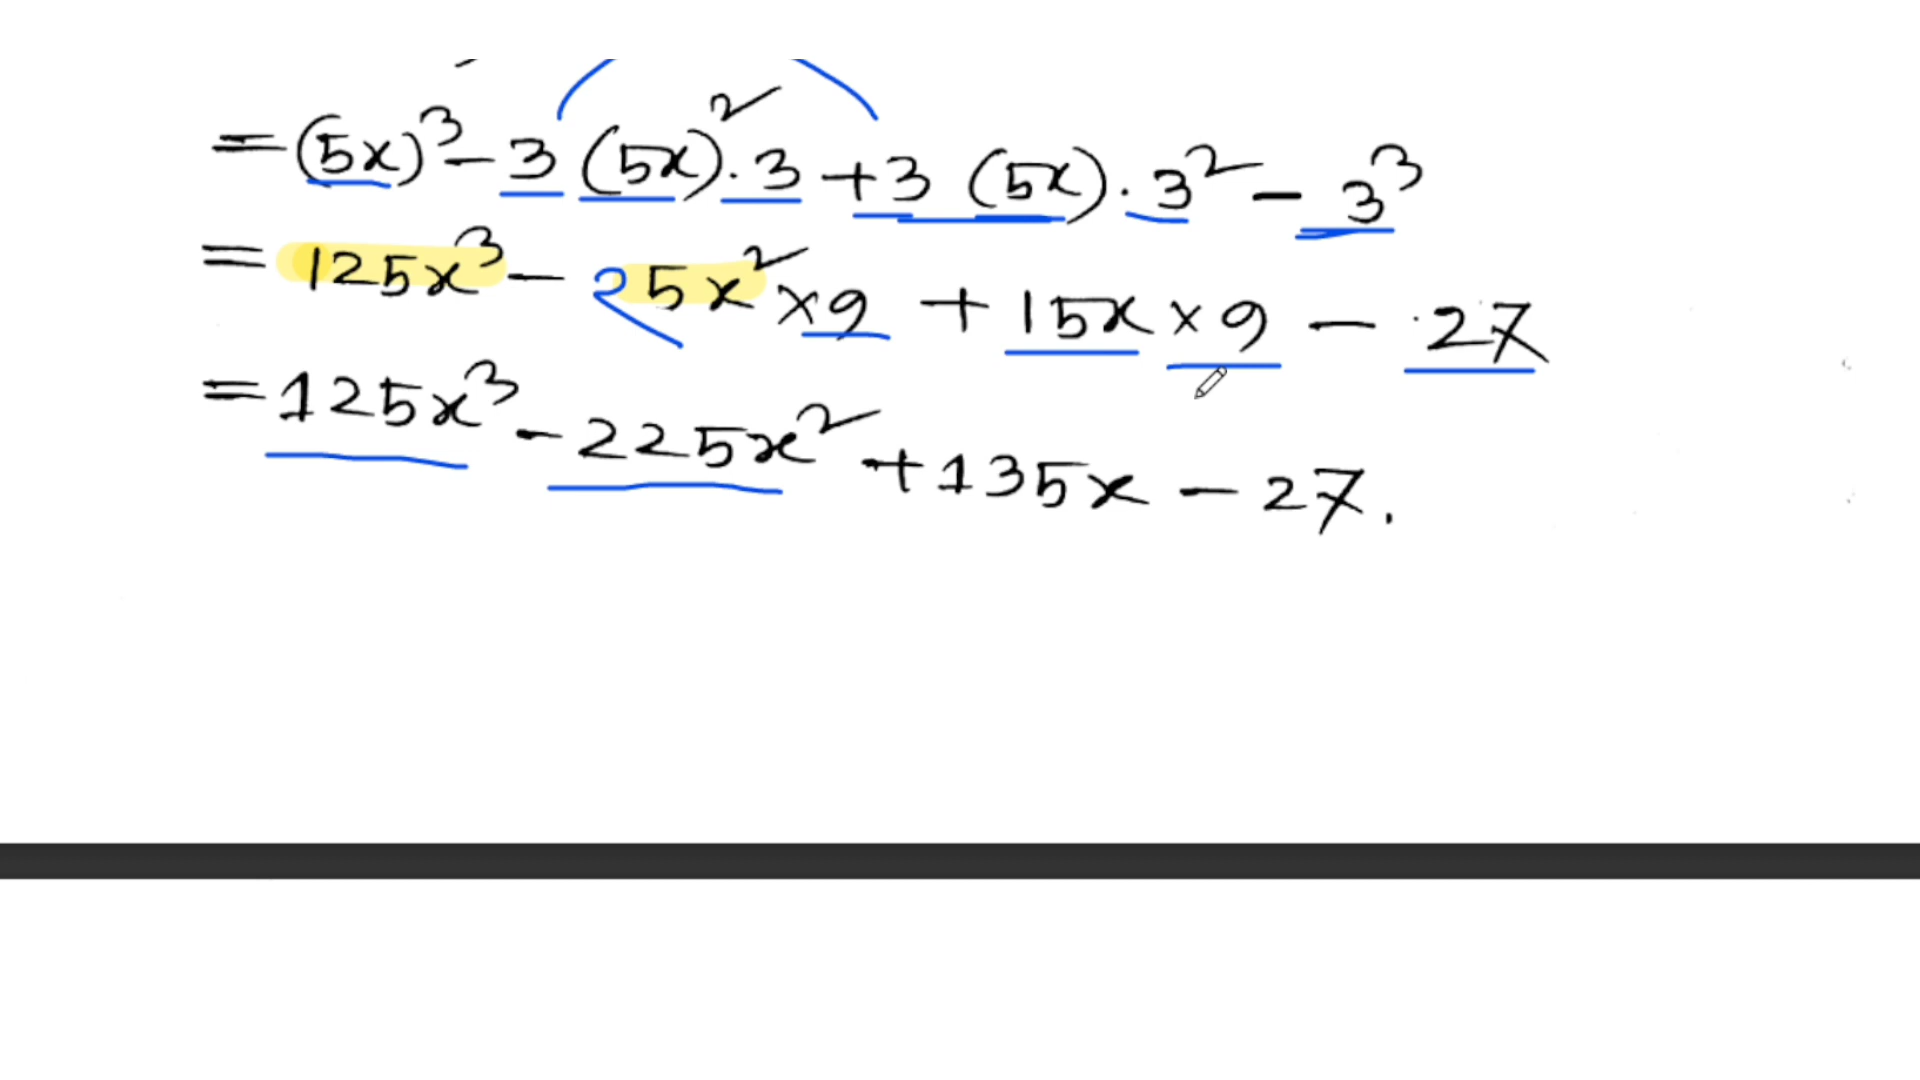 = (5x)³ - 3 (5x)² . 3 + 3 (5x) . 3² - 3³
= 125x³ - 25x² × 9 + 15x × 9 - 27
= 125x³ - 225x² + 135x - 27.